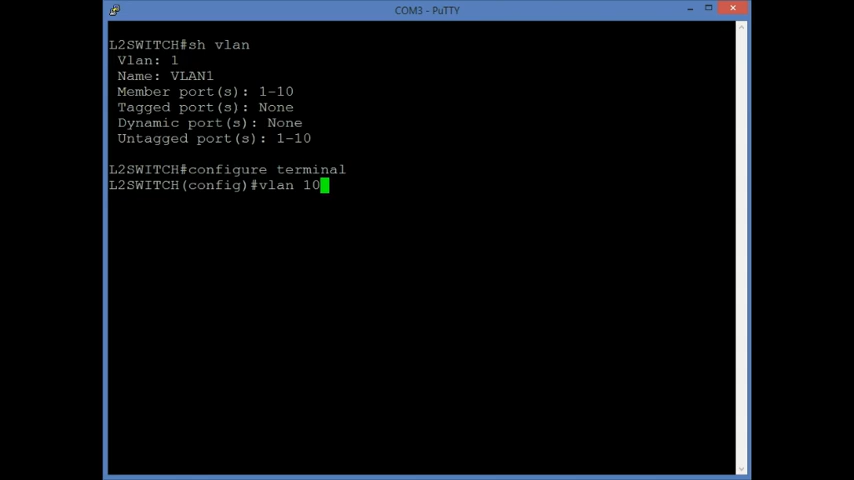 COM3 - PuTTY
L2SWITCH#sh vlan
Vlan: 1
Name: VLAN1
Member port(s): 1-10
Tagged port(s): None
Dynamic port(s): None
Untagged port(s): 1-10
L2SWITCH#configure terminal
L2SWITCH(config)#vlan 10